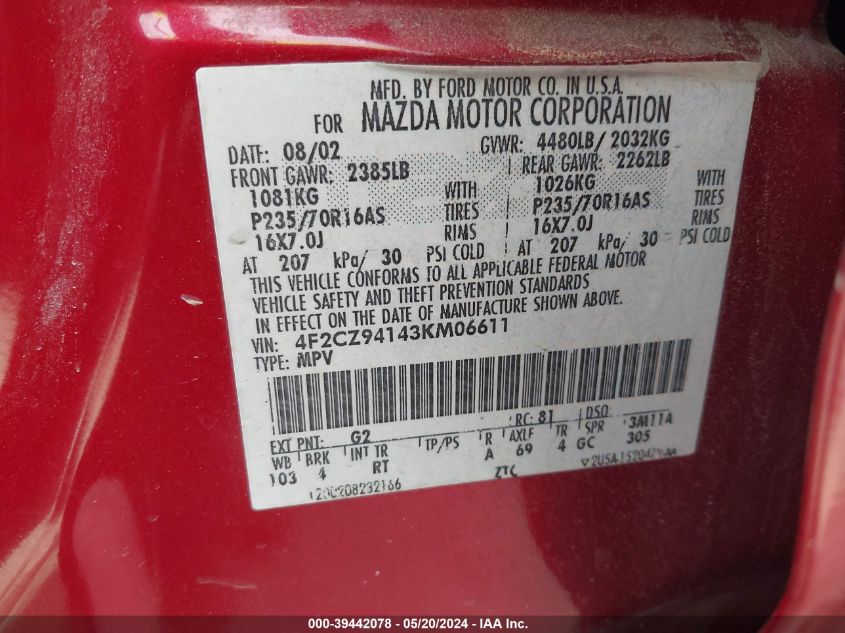 MFD. BY FORD MOTOR CO. IN U.S.A.
FOR MAZDA MOTOR CORPORATION
DATE: 08/02 GVWR: 4480LB/ 2032KG
FRONT GAWR: 2385LB REAR GAWR: 2262LB
1081KG WITH 1026KG WITH
P235/70R16AS TIRES P235/70R16AS TIRES
16X7.0J RIMS 16X7.0J RIMS
AT 207 kPa/ 30 PSI COLD AT 207 kPa/ 30 PSI COLD
THIS VEHICLE CONFORMS TO ALL APPLICABLE FEDERAL MOTOR
VEHICLE SAFETY AND THEFT PREVENTION STANDARDS
IN EFFECT ON THE DATE OF MANUFACTURE SHOWN ABOVE.
VIN: 4F2CZ94143KM06611
TYPE: MPV
EXT PNT: G2 RC: 81 DSO:
WB BRK INT TR TP/PS R AXLE TR SPR 3M11A
103 4 RT A 69 4 GC 305
ZTC
000-39442078 - 05/20/2024 - IAA Inc.